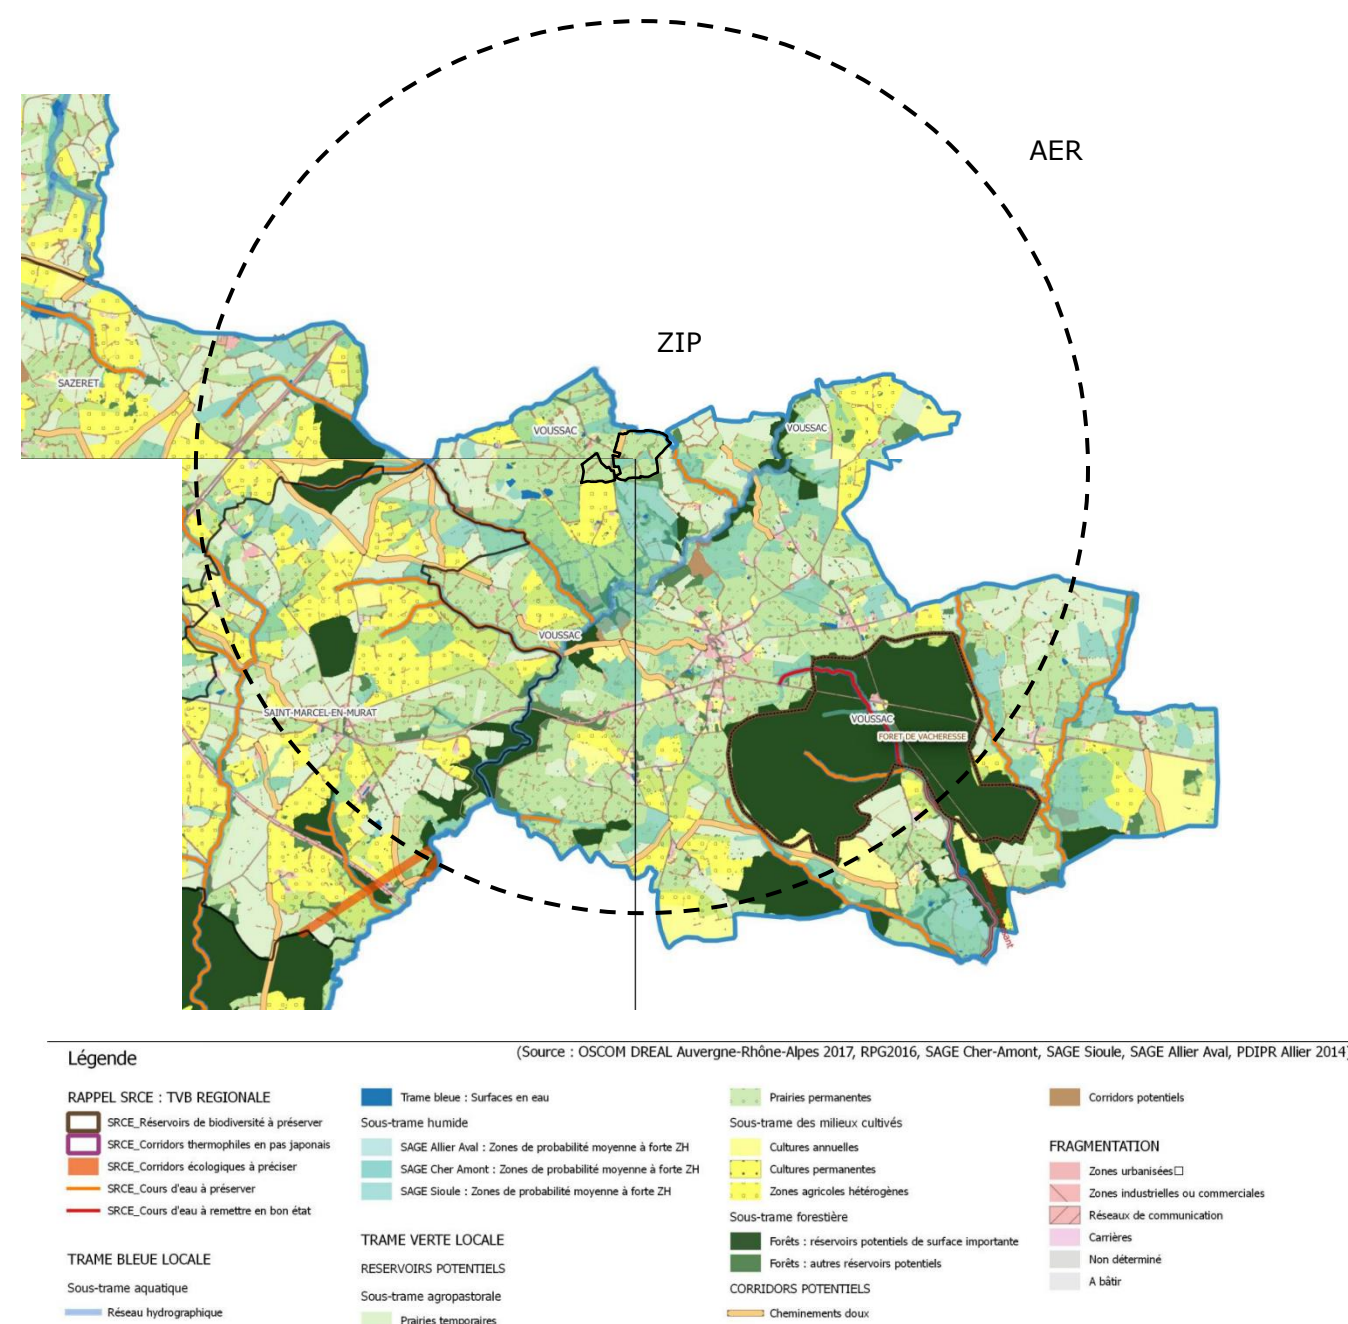 AER
ZIP
SAZERET
VOUSSAC
VOUSSAC
VOUSSAC
SAINT-MARCEL-EN-MURAT
VOUSSAC
FORET DE VACHERESSE
(Source : OSCOM DREAL Auvergne-Rhône-Alpes 2017, RPG2016, SAGE Cher-Amont, SAGE Sioule, SAGE Allier Aval, PDIPR Allier 2014)
Légende
RAPPEL SRCE : TVB REGIONALE
SRCE_Réservoirs de biodiversité à préserver
SRCE_Corridors thermophiles en pas japonais
SRCE_Corridors écologiques à préciser
SRCE_Cours d'eau à préserver
SRCE_Cours d'eau à remettre en bon état
TRAME BLEUE LOCALE
Sous-trame aquatique
Réseau hydrographique
Trame bleue : Surfaces en eau
Sous-trame humide
SAGE Allier Aval : Zones de probabilité moyenne à forte ZH
SAGE Cher Amont : Zones de probabilité moyenne à forte ZH
SAGE Sioule : Zones de probabilité moyenne à forte ZH
TRAME VERTE LOCALE
RESERVOIRS POTENTIELS
Sous-trame agropastorale
Prairies temporaires
Prairies permanentes
Sous-trame des milieux cultivés
Cultures annuelles
Cultures permanentes
Zones agricoles hétérogènes
Sous-trame forestière
Forêts : réservoirs potentiels de surface importante
Forêts : autres réservoirs potentiels
CORRIDORS POTENTIELS
Cheminements doux
Corridors potentiels
FRAGMENTATION
Zones urbanisées□
Zones industrielles ou commerciales
Réseaux de communication
Carrières
Non déterminé
A bâtir